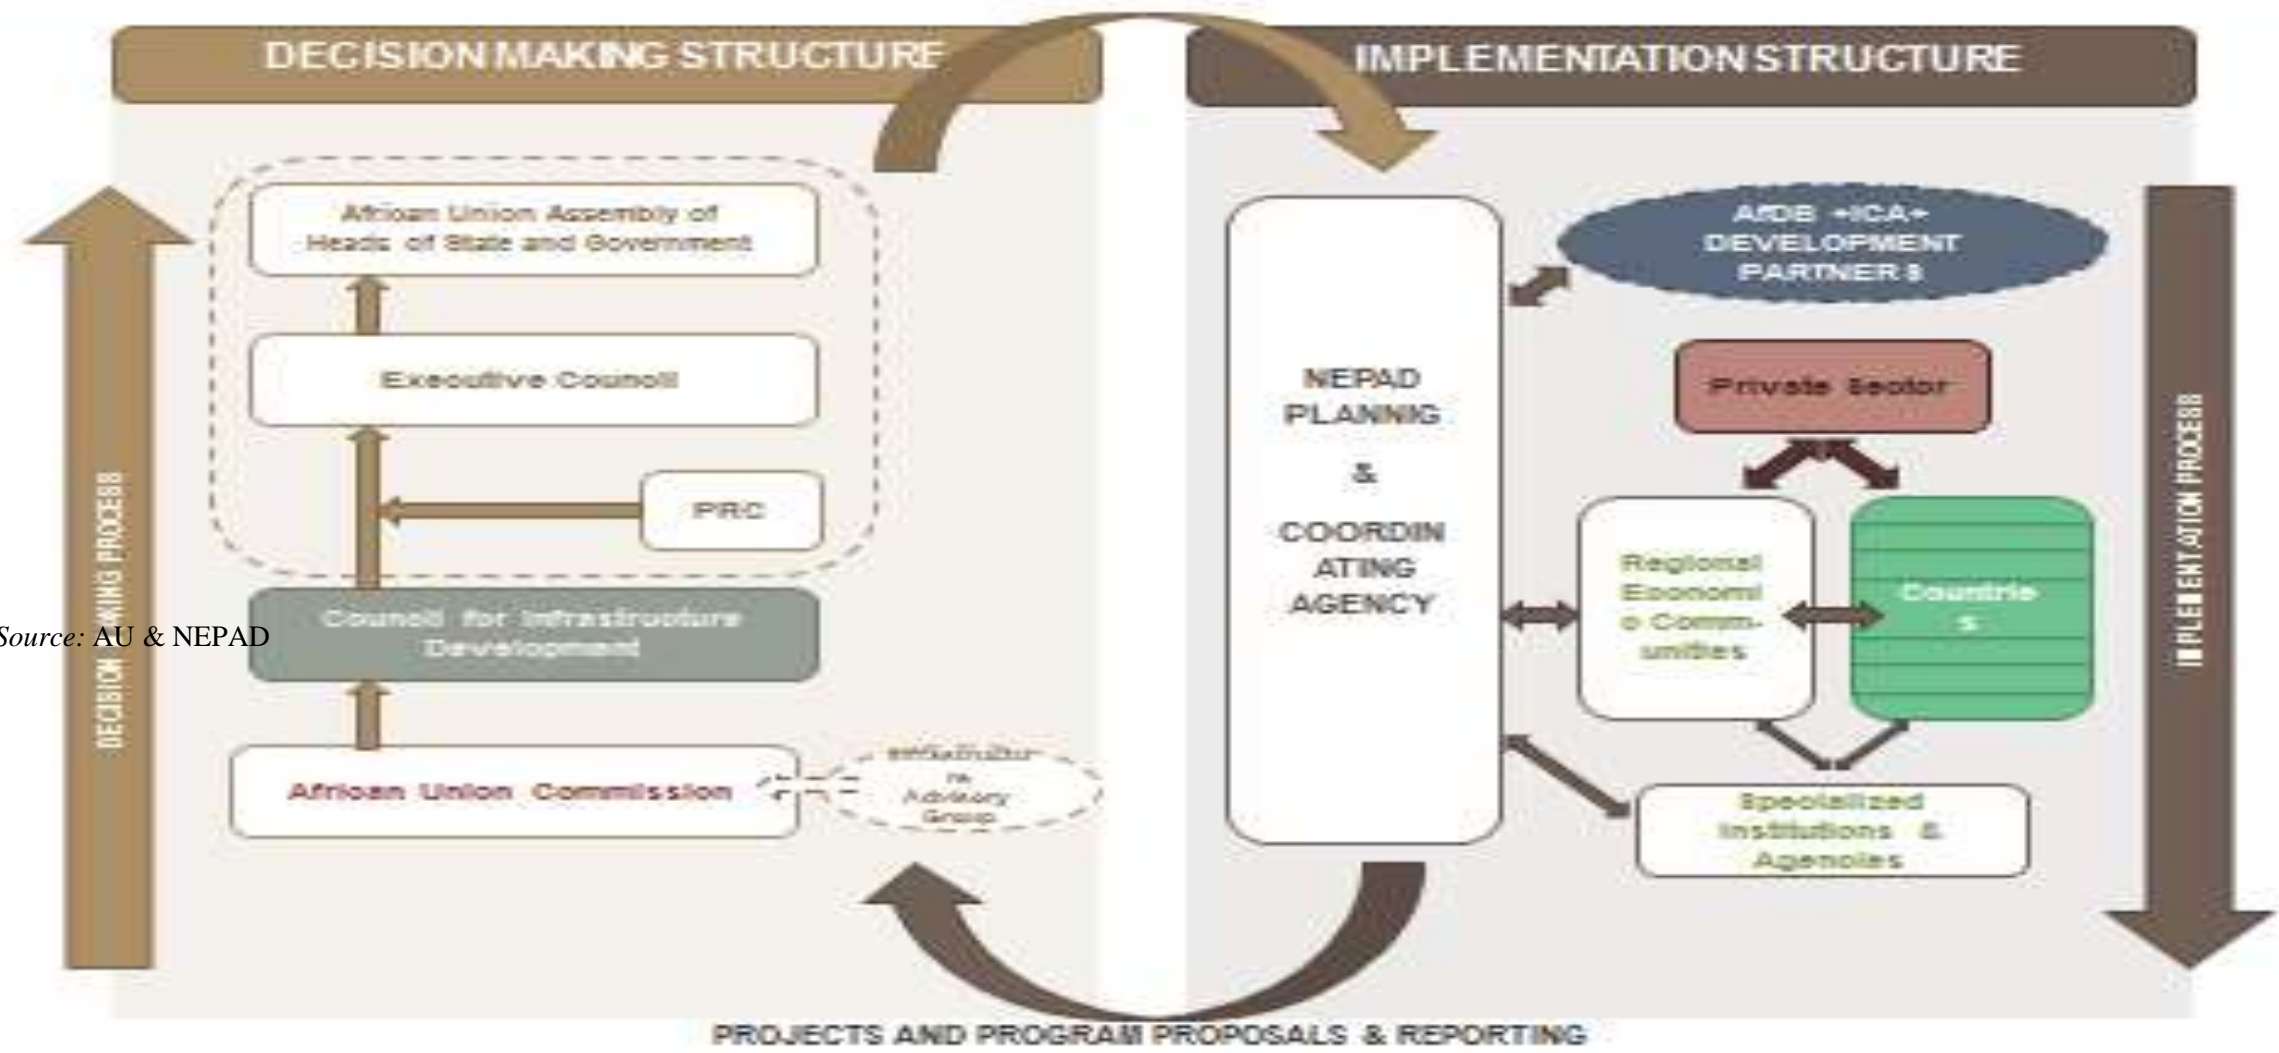 DECISION MAKING STRUCTURE
African Union Assembly of
Heads of State and Government
Executive Council
PRC
Council for Infrastructure
Development
African Union Commission
Advisory
Group
DECISION MAKING PROCESS
Source: AU & NEPAD
IMPLEMENTATION STRUCTURE
NEPAD
PLANNIG
&
COORDIN
ATING
AGENCY
AfDB +ICA+
DEVELOPMENT
PARTNERS
Private Sector
Regional
Economi
c Comm-
unities
Countrie
s
Specialized
Institutions &
Agencies
IMPLEMENTATION PROCESS
PROJECTS AND PROGRAM PROPOSALS & REPORTING